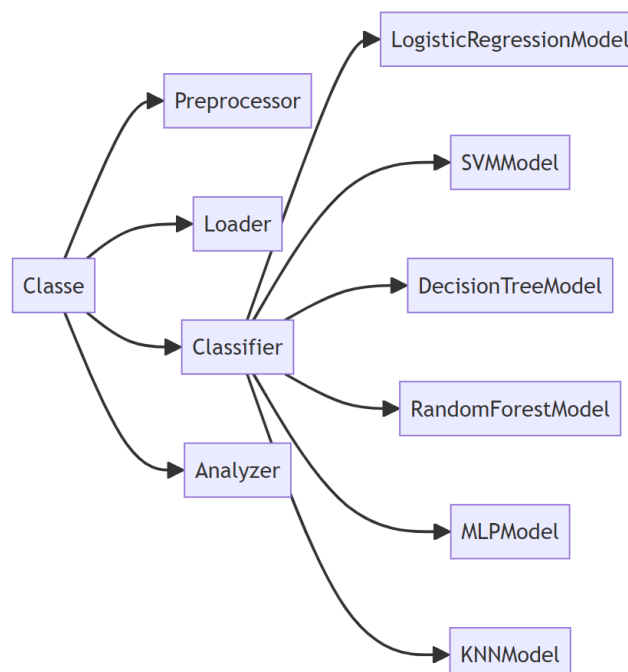 LogisticRegressionModel
Preprocessor
SVMModel
Loader
Classe
DecisionTreeModel
Classifier
RandomForestModel
Analyzer
MLPModel
KNNModel